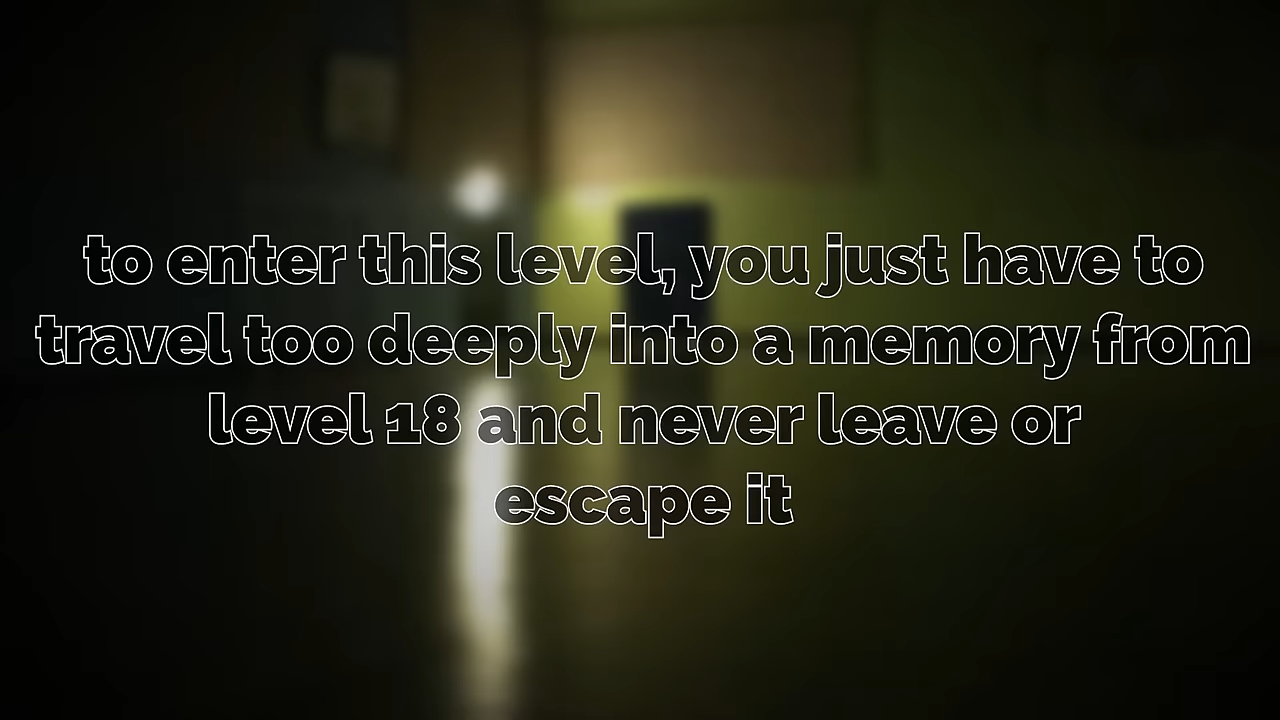 to enter this level, you just have to
travel too deeply into a memory from
level 18 and never leave or
escape it